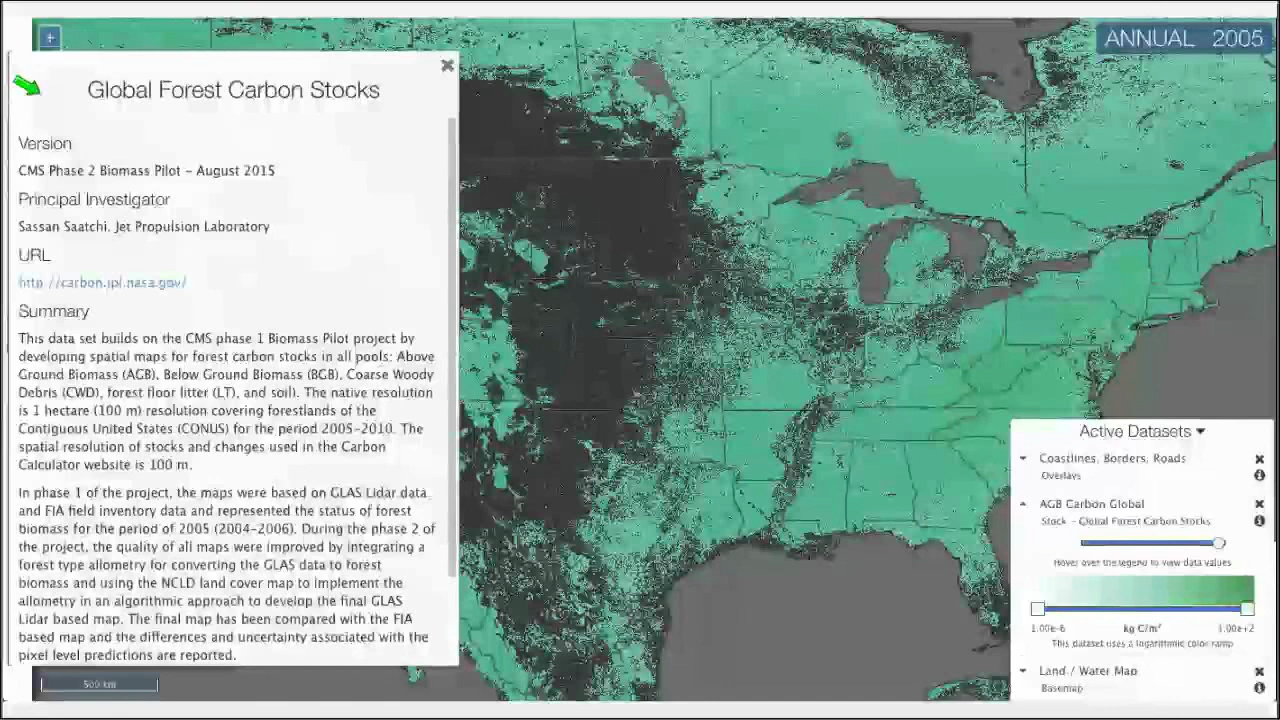 +
ANNUAL 2005
Global Forest Carbon Stocks
Version
CMS Phase 2 Biomass Pilot - August 2015
Principal Investigator
Sassan Saatchi, Jet Propulsion Laboratory
URL
http://carbon.jpl.nasa.gov/
Summary
This data set builds on the CMS phase 1 Biomass Pilot project by
developing spatial maps for forest carbon stocks in all pools: Above
Ground Biomass (AGB), Below Ground Biomass (BGB), Coarse Woody
Debris (CWD), forest floor litter (LT), and soil). The native resolution
is 1 hectare (100 m) resolution covering forestlands of the
Contiguous United States (CONUS) for the period 2005-2010. The
spatial resolution of stocks and changes used in the Carbon
Calculator website is 100 m.
In phase 1 of the project, the maps were based on GLAS Lidar data
and FIA field inventory data and represented the status of forest
biomass for the period of 2005 (2004-2006). During the phase 2 of
the project, the quality of all maps were improved by integrating a
forest type allometry for converting the GLAS data to forest
biomass and using the NCLD land cover map to implement the
allometry in an algorithmic approach to develop the final GLAS
Lidar based map. The final map has been compared with the FIA
based map and the differences and uncertainty associated with the
pixel level predictions are reported.
500 km
Active Datasets
Coastlines, Borders, Roads
Overlays
AGB Carbon Global
Stock - Global Forest Carbon Stocks
Hover over the legend to view data values
1.00e-6 kg C/m² 1.00e+2
This dataset uses a logarithmic color ramp
Land / Water Map
Basemap